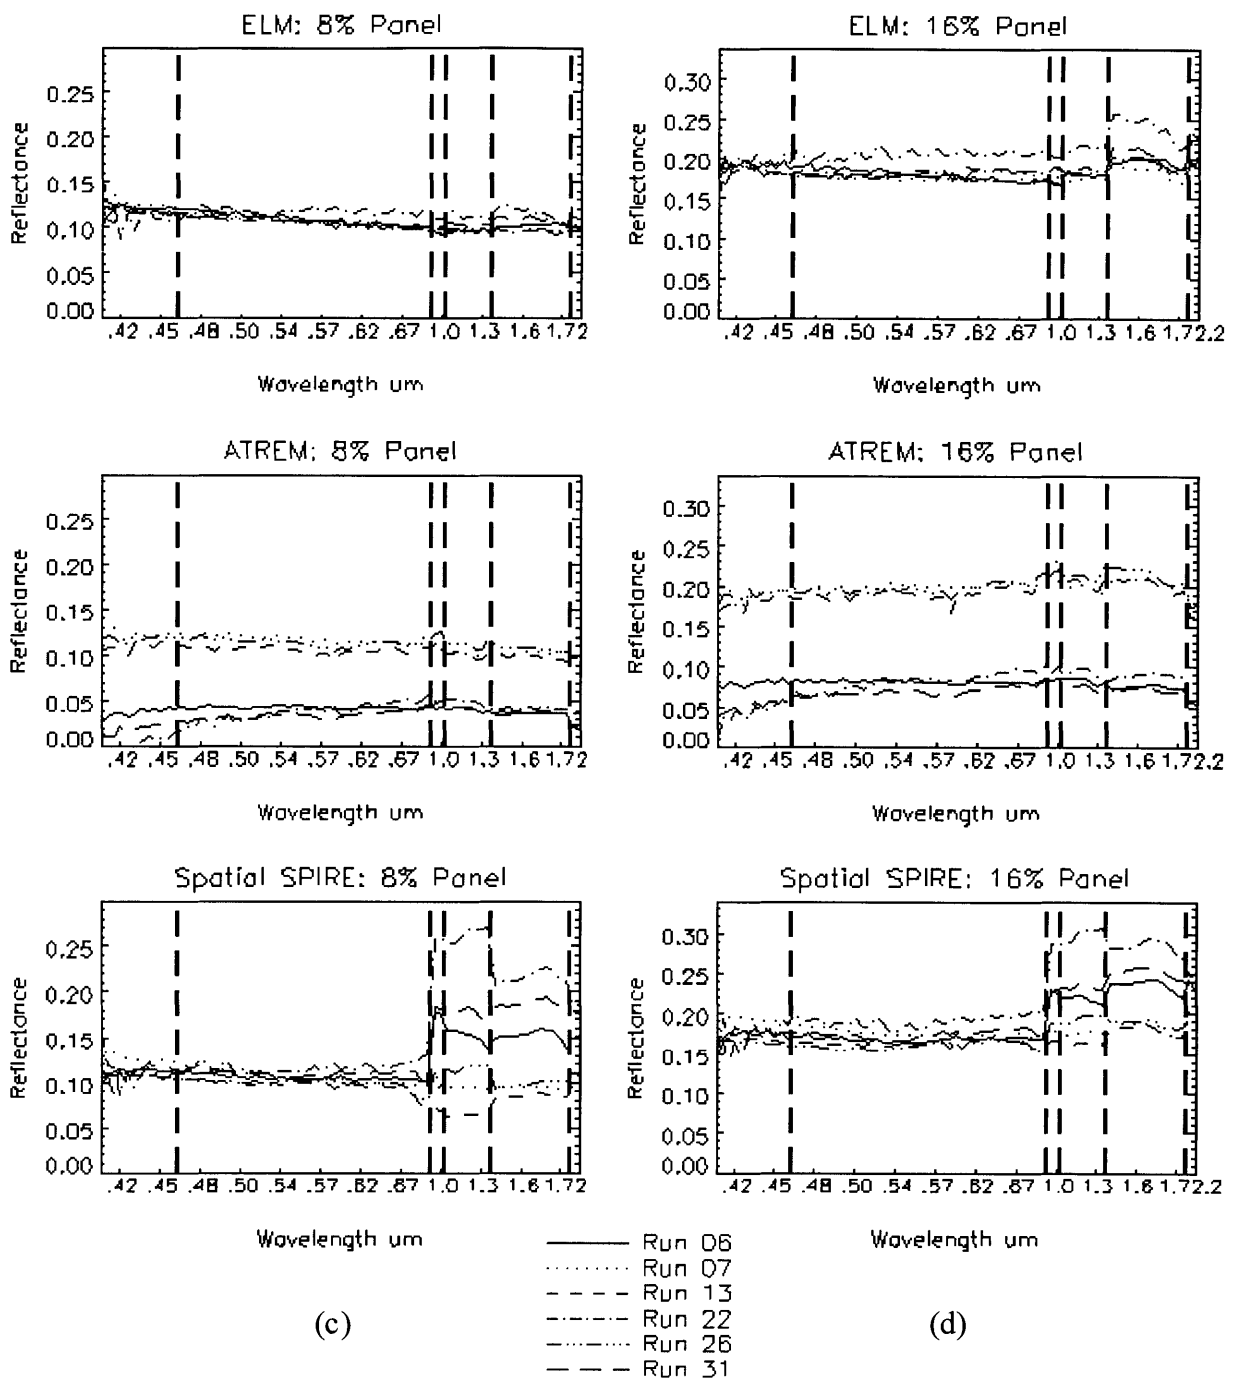 ELM: 8% Panel
Reflectance
0.25
0.20
0.15
0.10
0.05
0.00
.42 .45 .48 .50 .54 .57 .62 .67 1.0 1.3 1.6 1.72
Wavelength um
ELM: 16% Panel
Reflectance
0.30
0.25
0.20
0.15
0.10
0.05
0.00
.42 .45 .48 .50 .54 .57 .62 .67 1.0 1.3 1.6 1.72.2
Wavelength um
ATREM: 8% Panel
Reflectance
0.25
0.20
0.15
0.10
0.05
0.00
.42 .45 .48 .50 .54 .57 .62 .67 1.0 1.3 1.6 1.72
Wavelength um
ATREM: 16% Panel
Reflectance
0.30
0.25
0.20
0.15
0.10
0.05
0.00
.42 .45 .48 .50 .54 .57 .62 .67 1.0 1.3 1.6 1.72.2
Wavelength um
Spatial SPIRE: 8% Panel
Reflectance
0.25
0.20
0.15
0.10
0.05
0.00
.42 .45 .48 .50 .54 .57 .62 .67 1.0 1.3 1.6 1.72
Wavelength um
Spatial SPIRE: 16% Panel
Reflectance
0.30
0.25
0.20
0.15
0.10
0.05
0.00
.42 .45 .48 .50 .54 .57 .62 .67 1.0 1.3 1.6 1.72.2
Wavelength um
Run 06
Run 07
Run 13
Run 22
Run 26
Run 31
(c)
(d)